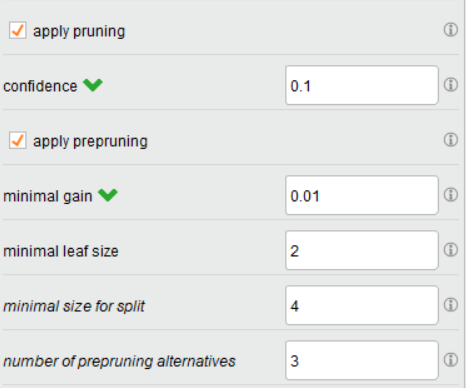 apply pruning
confidence 0.1
apply prepruning
minimal gain 0.01
minimal leaf size 2
minimal size for split 4
number of prepruning alternatives 3